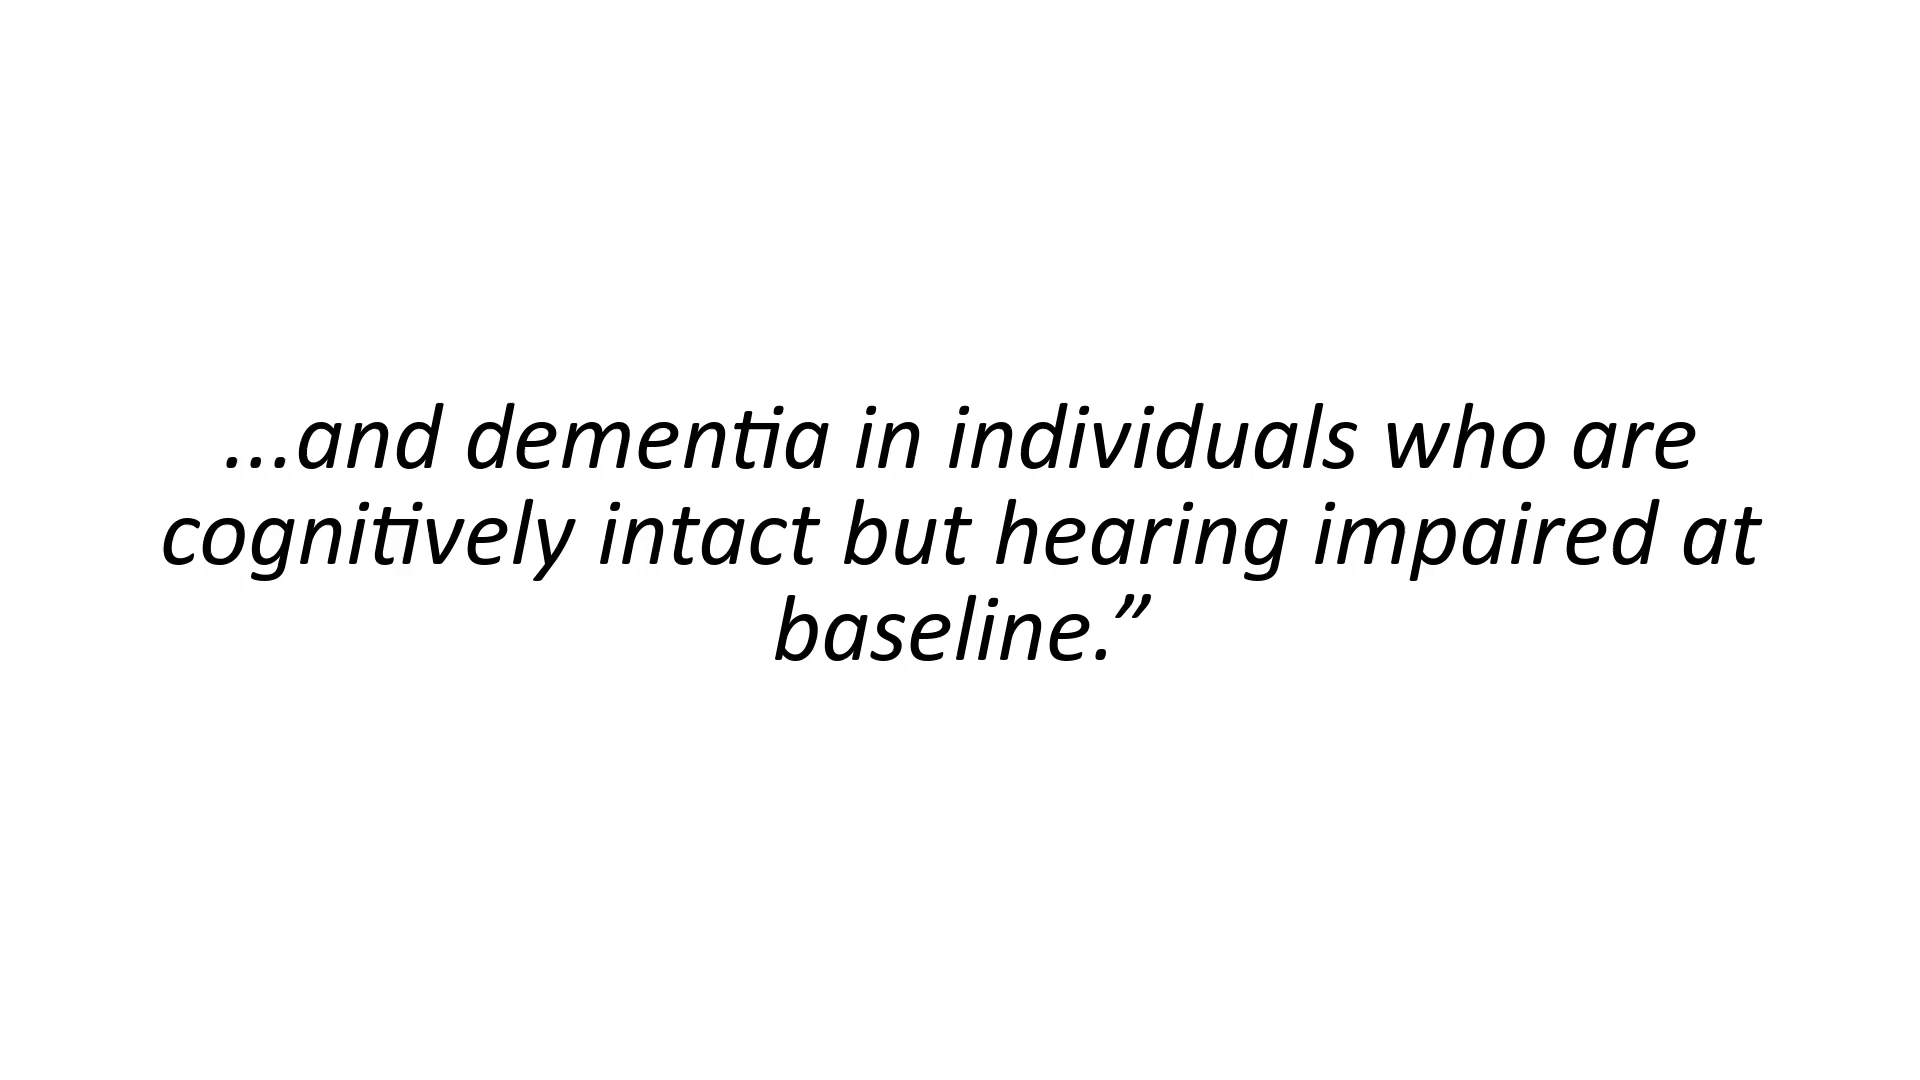 ...and dementia in individuals who are
cognitively intact but hearing impaired at
baseline.”